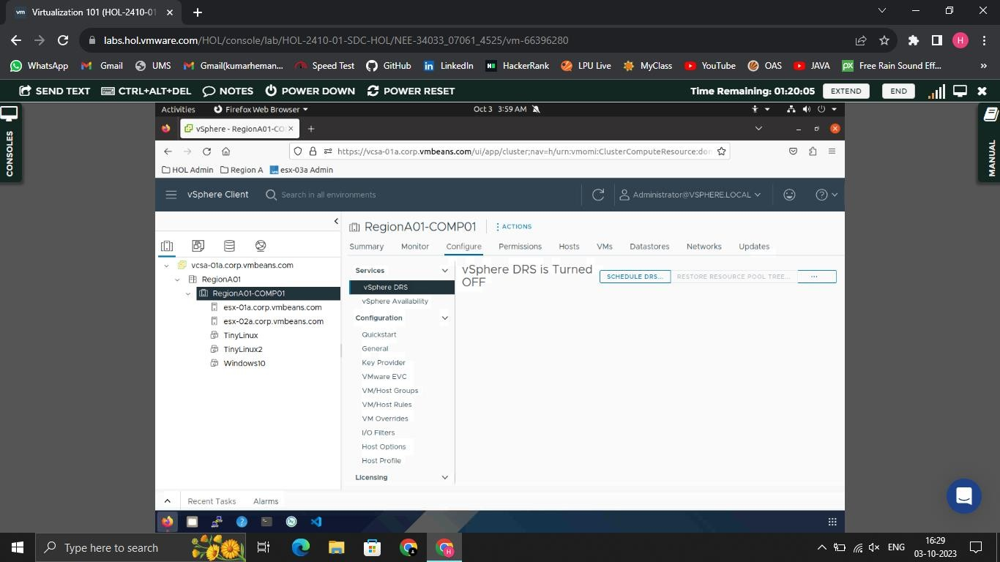 vm Virtualization 101 (HOL-2410-01
labs.hol.vmware.com/HOL/console/lab/HOL-2410-01-SDC-HOL/NEE-34033_07061_4525/vm-66396280
H
WhatsApp Gmail UMS Gmail(kumarheman... Speed Test GitHub LinkedIn HackerRank LPU Live MyClass YouTube OAS JAVA Free Rain Sound Eff... »
SEND TEXT CTRL+ALT+DEL NOTES POWER DOWN POWER RESET Time Remaining: 01:20:05 EXTEND END
CONSOLES
MANUAL
Activities Firefox Web Browser Oct 3 3:59 AM
vSphere - RegionA01-CO
https://vcsa-01a.corp.vmbeans.com/ui/app/cluster;nav=h/urn:vmomi:ClusterComputeResource:dom
HOL Admin Region A esx-03a Admin
vSphere Client Search in all environments Administrator@VSPHERE.LOCAL
RegionA01-COMP01 ACTIONS
Summary Monitor Configure Permissions Hosts VMs Datastores Networks Updates
vcsa-01a.corp.vmbeans.com
RegionA01
RegionA01-COMP01
esx-01a.corp.vmbeans.com
esx-02a.corp.vmbeans.com
TinyLinux
TinyLinux2
Windows10
Services
vSphere DRS
vSphere Availability
Configuration
Quickstart
General
Key Provider
VMware EVC
VM/Host Groups
VM/Host Rules
VM Overrides
I/O Filters
Host Options
Host Profile
Licensing
vSphere DRS is Turned
OFF
SCHEDULE DRS... RESTORE RESOURCE POOL TREE... ...
Recent Tasks Alarms
Type here to search
ENG
16:29
03-10-2023